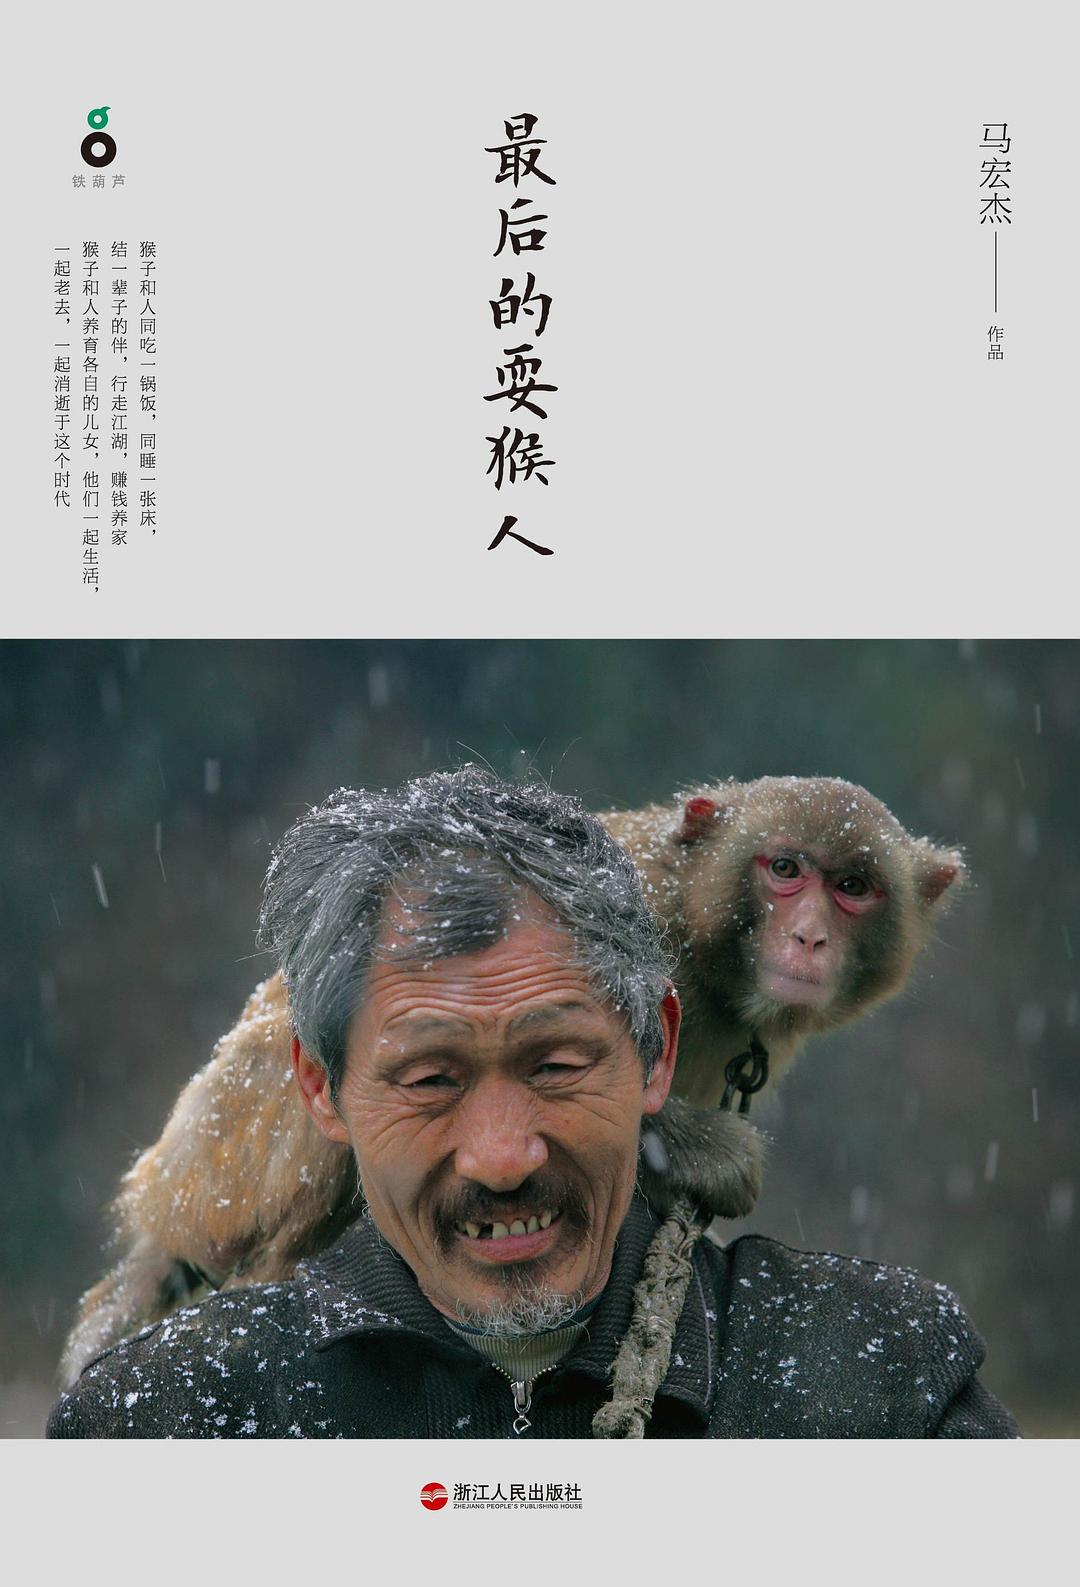 马宏杰
作品
最后的耍猴人
铁葫芦
猴子和人同吃一锅饭，同睡一张床，
结一辈子的伴，行走江湖，赚钱养家
猴子和人养育各自的儿女，他们一起生活，
一起老去，一起消逝于这个时代
浙江人民出版社
ZHEJIANG PEOPLE'S PUBLISHING HOUSE